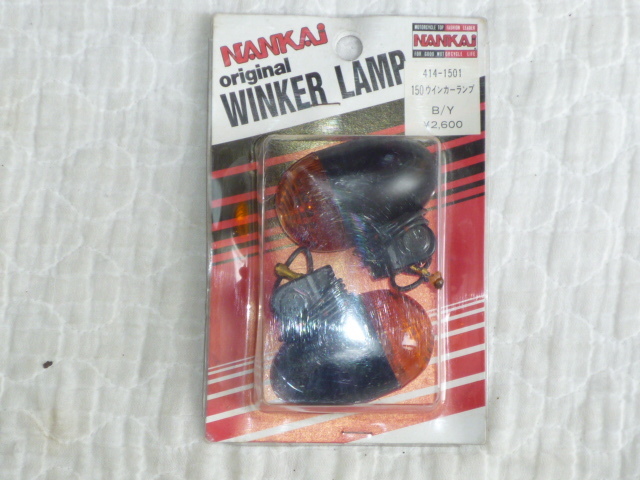 NANKAI
original
WINKER LAMP
MOTORCYCLE TOP FASHION LEADER
NANKAI
FOR GOOD MOTORCYCLE LIFE
414-1501
150ウインカーランプ
B/Y
¥2,600